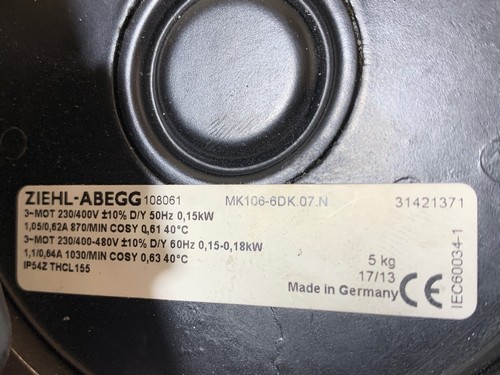 ZIEHL-ABEGG 108061 MK106-6DK.07.N 31421371
3~MOT 230/400V ±10% D/Y 50Hz 0,15kW
1,05/0,62A 870/MIN COSY 0,61 40°C
3~MOT 230/400-480V ±10% D/Y 60Hz 0,15-0,18kW
1,1/0,64A 1030/MIN COSY 0,63 40°C
IP54Z THCL155
5 kg
17/13
Made in Germany CE
IEC60034-1